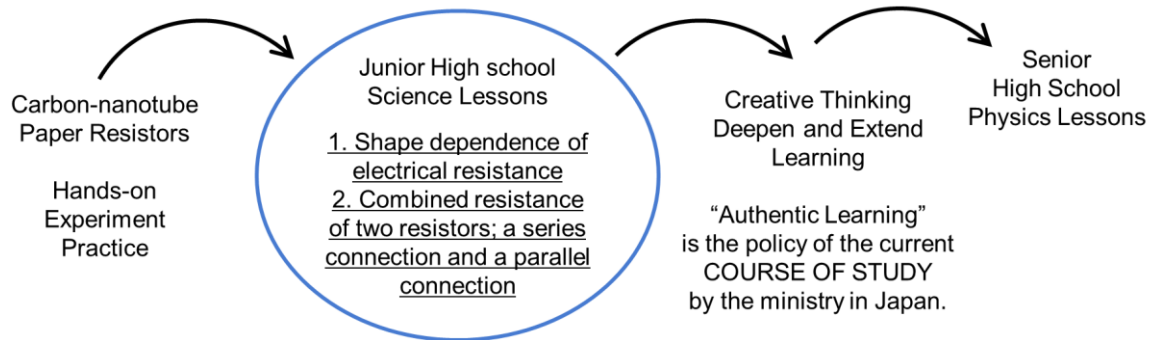 Carbon-nanotube
Paper Resistors
Hands-on
Experiment
Practice
Junior High school
Science Lessons
1. Shape dependence of
electrical resistance
2. Combined resistance
of two resistors; a series
connection and a parallel
connection
Creative Thinking
Deepen and Extend
Learning
“Authentic Learning”
is the policy of the current
COURSE OF STUDY
by the ministry in Japan.
Senior
High School
Physics Lessons